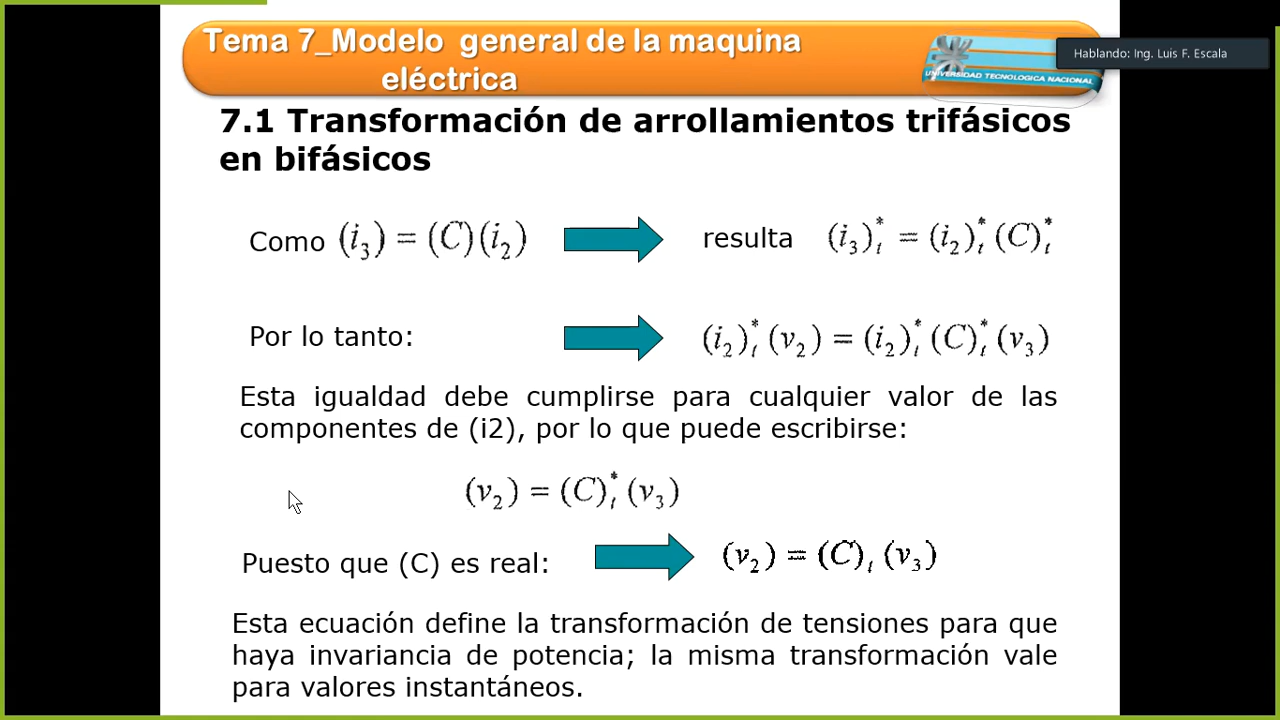 Tema 7_Modelo general de la maquina
eléctrica
Hablando: Ing. Luis F. Escala
UNIVERSIDAD TECNOLOGICA NACIONAL
7.1 Transformación de arrollamientos trifásicos
en bifásicos
Como (i₃) = (C)(i₂) resulta (i₃)ₜ* = (i₂)ₜ* (C)ₜ*
Por lo tanto: (i₂)ₜ* (v₂) = (i₂)ₜ* (C)ₜ* (v₃)
Esta igualdad debe cumplirse para cualquier valor de las
componentes de (i2), por lo que puede escribirse:
(v₂) = (C)ₜ* (v₃)
Puesto que (C) es real: (v₂) = (C)ₜ (v₃)
Esta ecuación define la transformación de tensiones para que
haya invariancia de potencia; la misma transformación vale
para valores instantáneos.